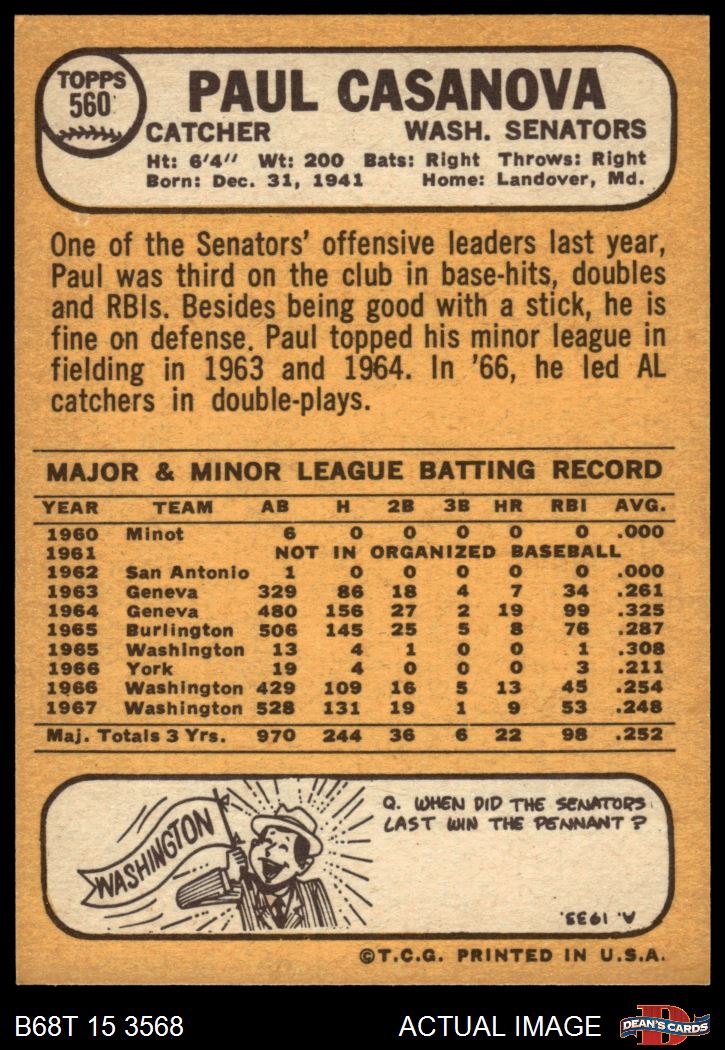 TOPPS
560
PAUL CASANOVA
CATCHER WASH. SENATORS
Ht: 6'4" Wt: 200 Bats: Right Throws: Right
Born: Dec. 31, 1941 Home: Landover, Md.
One of the Senators' offensive leaders last year,
Paul was third on the club in base-hits, doubles
and RBIs. Besides being good with a stick, he is
fine on defense. Paul topped his minor league in
fielding in 1963 and 1964. In '66, he led AL
catchers in double-plays.
MAJOR & MINOR LEAGUE BATTING RECORD
YEAR TEAM AB H 2B 3B HR RBI AVG.
1960 Minot 6 0 0 0 0 0 .000
1961 NOT IN ORGANIZED BASEBALL
1962 San Antonio 1 0 0 0 0 0 .000
1963 Geneva 329 86 18 4 7 34 .261
1964 Geneva 480 156 27 2 19 99 .325
1965 Burlington 506 145 25 5 8 76 .287
1965 Washington 13 4 1 0 0 1 .308
1966 York 19 4 0 0 0 3 .211
1966 Washington 429 109 16 5 13 45 .254
1967 Washington 528 131 19 1 9 53 .248
Maj. Totals 3 Yrs. 970 244 36 6 22 98 .252
WASHINGTON
Q. WHEN DID THE SENATORS
LAST WIN THE PENNANT?
A. 1933.
©T.C.G. PRINTED IN U.S.A.
B68T 15 3568 ACTUAL IMAGE
D
DEAN'S CARDS